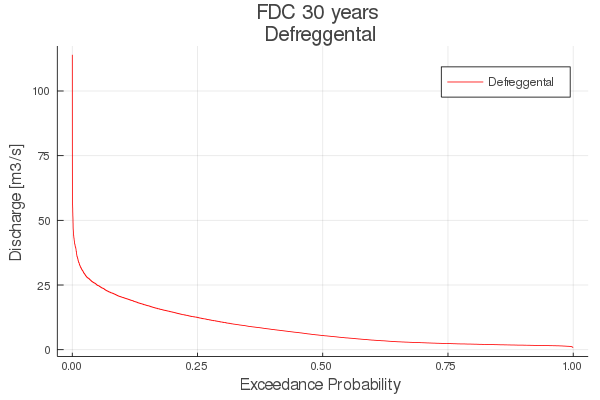 FDC 30 years
Defreggental
Defreggental
Discharge [m3/s]
100
75
50
25
0
0.00
0.25
0.50
0.75
1.00
Exceedance Probability